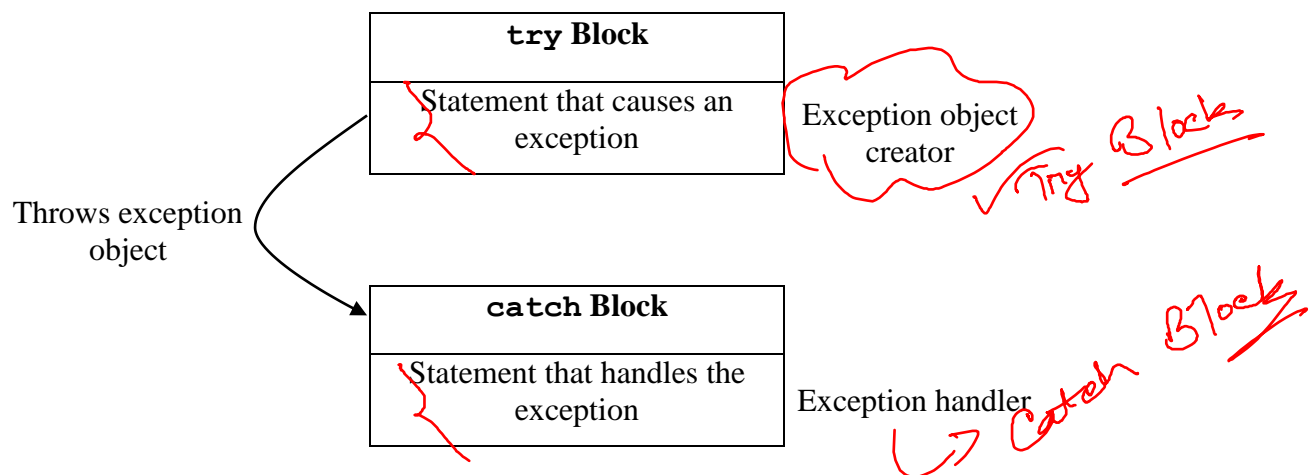 try Block
Statement that causes an
exception
Exception object
creator
Try Block
Throws exception
object
catch Block
Statement that handles the
exception
Exception handler
Catch Block